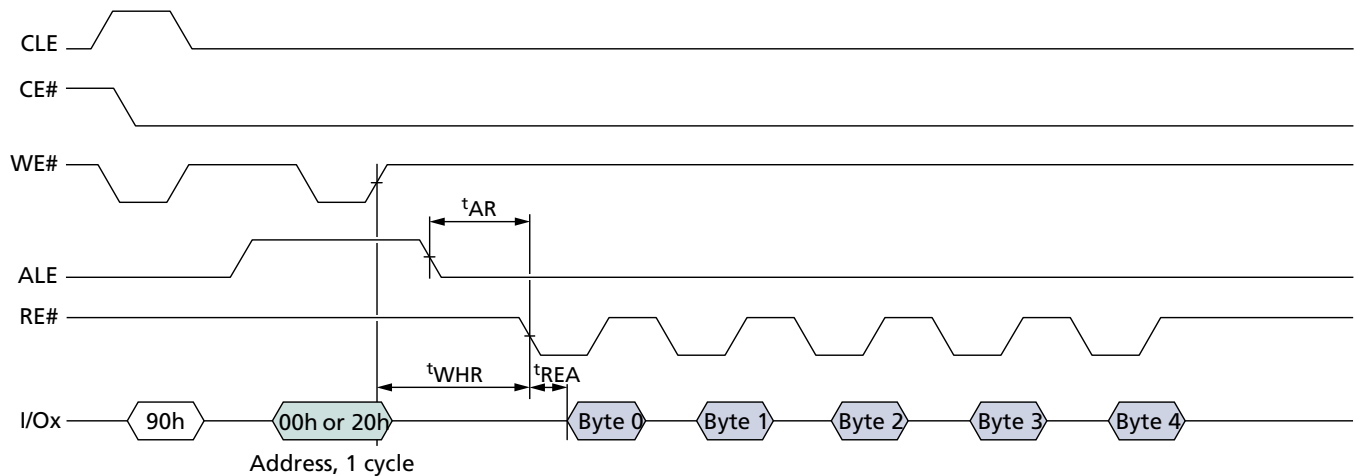 CLE
CE#
WE#
tAR
ALE
RE#
tWHR
tREA
I/Ox
90h
00h or 20h
Byte 0
Byte 1
Byte 2
Byte 3
Byte 4
Address, 1 cycle